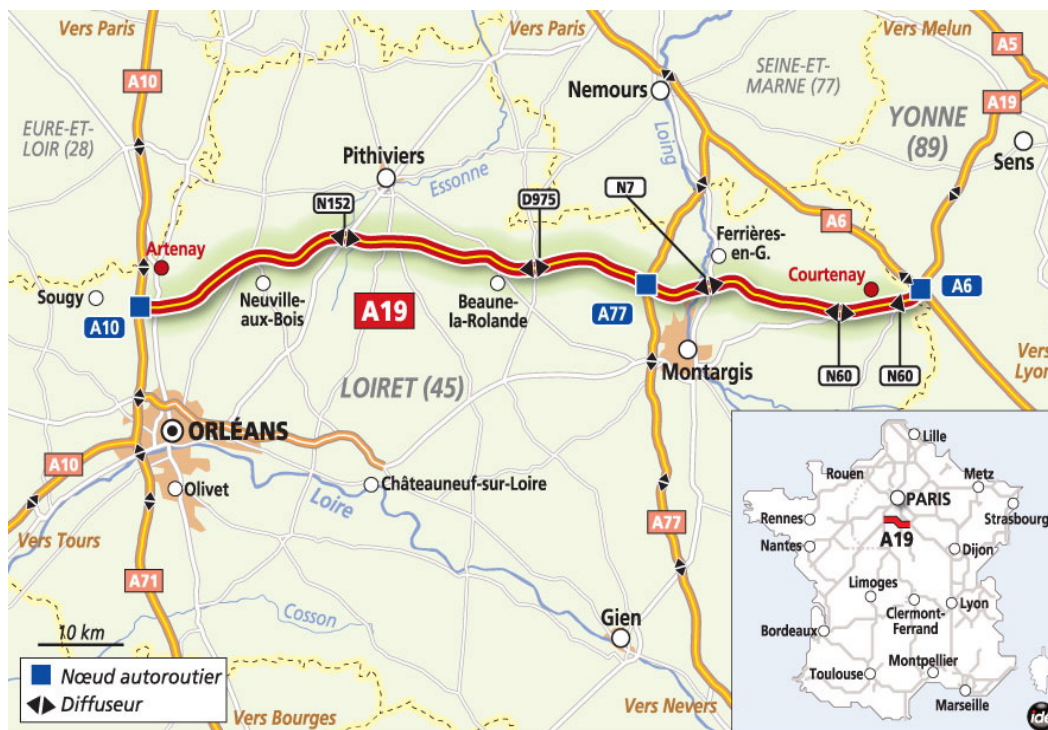 Vers Paris
Vers Paris
Vers Melun
A5
A10
Nemours
SEINE-ET-
MARNE (77)
A19
YONNE
(89)
EURE-ET-
LOIR (28)
Loing
Sens
Pithiviers
Essonne
N152
D975
N7
A6
Artenay
Ferrières-
en-G.
Courtenay
Sougy
Neuville-
aux-Bois
Beaune-
la-Rolande
A10
A19
A77
A6
N60
N60
Montargis
Vers
Lyon
LOIRET (45)
ORLÉANS
A10
Olivet
Châteauneuf-sur-Loire
Loire
Vers Tours
A77
A71
Cosson
Gien
10 km
Nœud autoroutier
Diffuseur
Vers Bourges
Vers Nevers
Lille
Rouen
Metz
PARIS
Rennes
Strasbourg
A19
Nantes
Dijon
Limoges
Lyon
Clermont-
Ferrand
Bordeaux
Toulouse
Montpellier
Marseille
idé